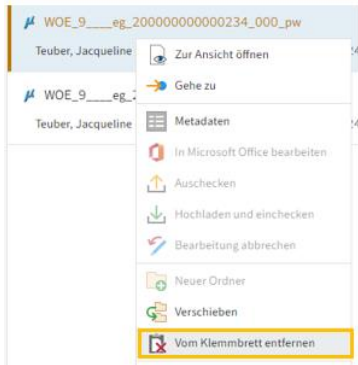 WOE_9____eg_200000000000234_000_pw
Teuber, Jacqueline
Zur Ansicht öffnen
Gehe zu
WOE_9____eg_2
Metadaten
Teuber, Jacqueline
In Microsoft Office bearbeiten
Auschecken
Hochladen und einchecken
Bearbeitung abbrechen
Neuer Ordner
Verschieben
Vom Klemmbrett entfernen